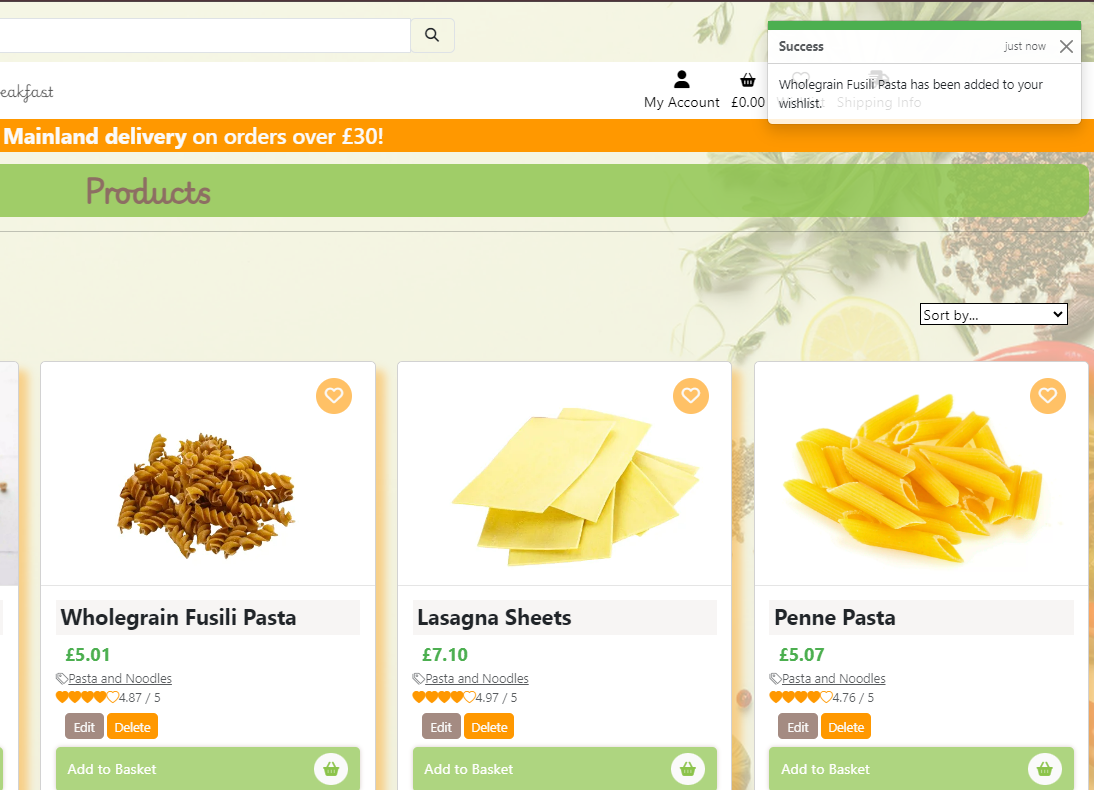 Success
just now
Wholegrain Fusili Pasta has been added to your
wishlist.
eakfast
My Account
£0.00
Shipping Info
Mainland delivery on orders over £30!
Products
Sort by...
Wholegrain Fusili Pasta
£5.01
Pasta and Noodles
4.87 / 5
Edit
Delete
Add to Basket
Lasagna Sheets
£7.10
Pasta and Noodles
4.97 / 5
Edit
Delete
Add to Basket
Penne Pasta
£5.07
Pasta and Noodles
4.76 / 5
Edit
Delete
Add to Basket